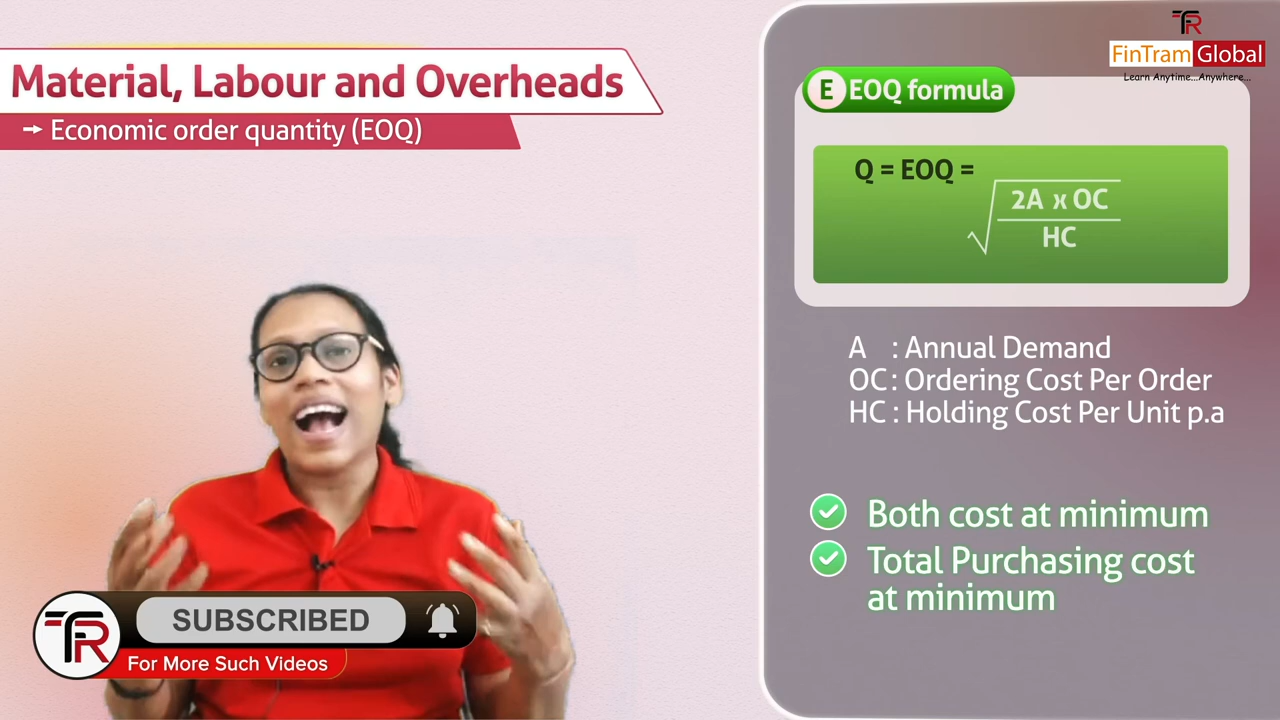 Material, Labour and Overheads
→ Economic order quantity (EOQ)
TFR
FinTram Global
Learn Anytime...Anywhere...
E EOQ formula
Q = EOQ =
√
2A x OC
HC
A : Annual Demand
OC : Ordering Cost Per Order
HC : Holding Cost Per Unit p.a
Both cost at minimum
Total Purchasing cost
at minimum
TFR
SUBSCRIBED
For More Such Videos